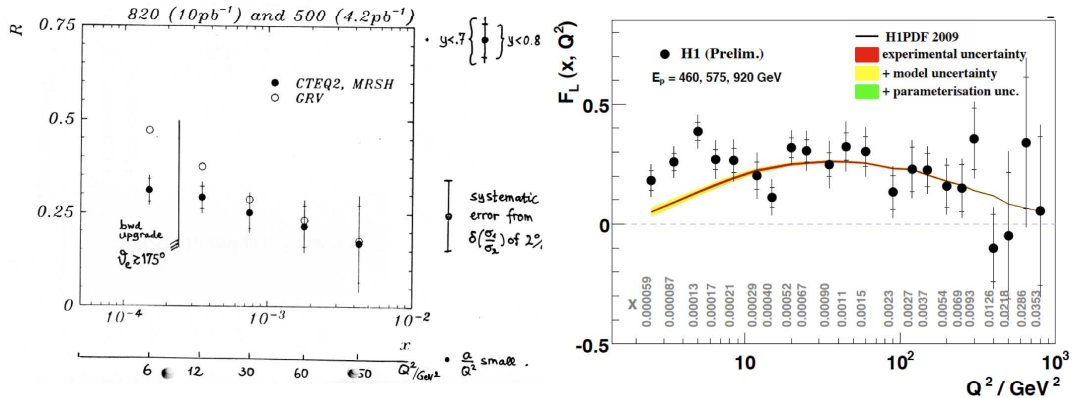 820 (10pb⁻¹) and 500 (4.2pb⁻¹)
R
0.75
0.5
0.25
0
• y<.7 { } y<0.8
● CTEQ2, MRSH
○ GRV
bwd
upgrade
ϑₑ ≥ 175°
systematic
error from
δ(σ₁/σ₂) of 2%
10⁻⁴ 10⁻³ 10⁻²
x
6 12 30 60 Q²/GeV²
• a/Q² small.
F_L (x, Q²)
H1 (Prelim.)
E_p = 460, 575, 920 GeV
H1PDF 2009
experimental uncertainty
+ model uncertainty
+ parameterisation unc.
0.5
0
-0.5
x 0.000059 0.000087 0.00013 0.00017 0.00021 0.00029 0.00040 0.00052 0.00067 0.00090 0.0011 0.0015 0.0023 0.0027 0.0037 0.0054 0.0069 0.0093 0.0126 0.0218 0.0286 0.0353
10 10² 10³
Q² / GeV²